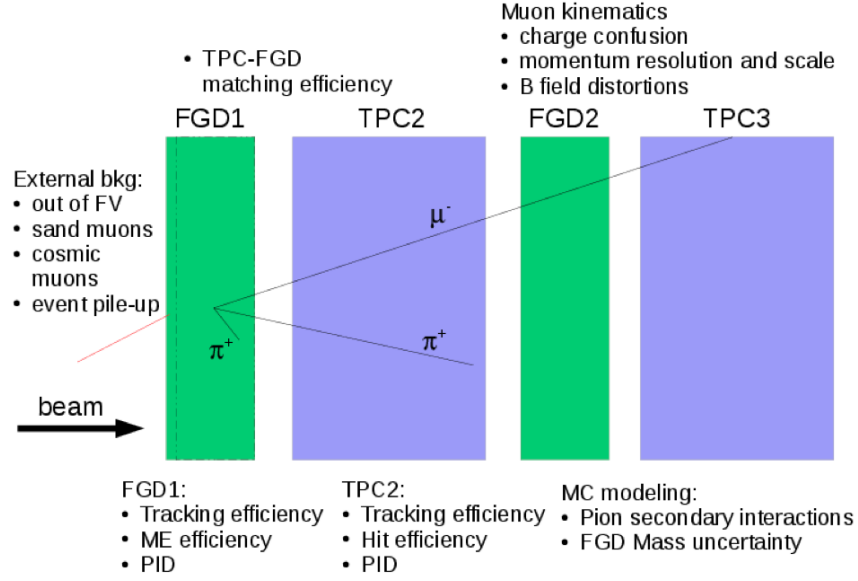 Muon kinematics
• charge confusion
• momentum resolution and scale
• B field distortions
• TPC-FGD
matching efficiency
FGD1
TPC2
FGD2
TPC3
External bkg:
• out of FV
• sand muons
• cosmic
muons
• event pile-up
μ-
π+
π+
beam
FGD1:
• Tracking efficiency
• ME efficiency
• PID
TPC2:
• Tracking efficiency
• Hit efficiency
• PID
MC modeling:
• Pion secondary interactions
• FGD Mass uncertainty